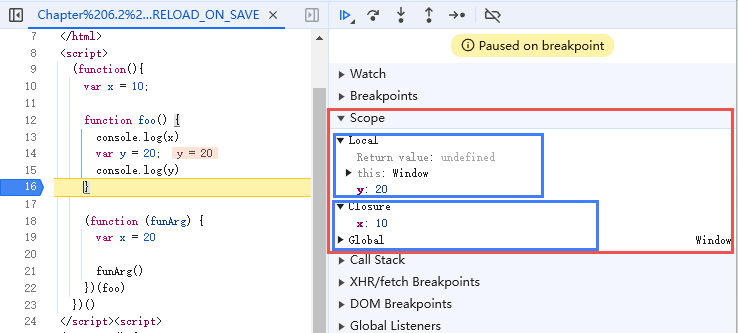 Chapter%206.2%2...RELOAD_ON_SAVE
7 </html>
8 <script>
9 (function(){
10 var x = 10;
11
12 function foo() {
13 console.log(x)
14 var y = 20; y = 20
15 console.log(y)
16 }
17
18 (function (funArg) {
19 var x = 20
20
21 funArg()
22 })(foo)
23 })()
24 </script><script>
Paused on breakpoint
Watch
Breakpoints
Scope
Local
Return value: undefined
this: Window
y: 20
Closure
x: 10
Global Window
Call Stack
XHR/fetch Breakpoints
DOM Breakpoints
Global Listeners